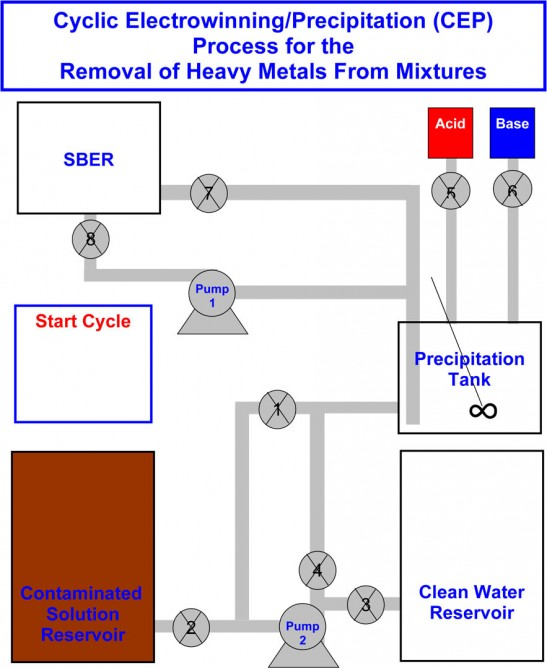 Cyclic Electrowinning/Precipitation (CEP)
Process for the
Removal of Heavy Metals From Mixtures
SBER
Acid
Base
7
5
6
8
Pump
1
Start Cycle
Precipitation
Tank
∞
1
4
Contaminated
Solution
Reservoir
2
Pump
2
3
Clean Water
Reservoir